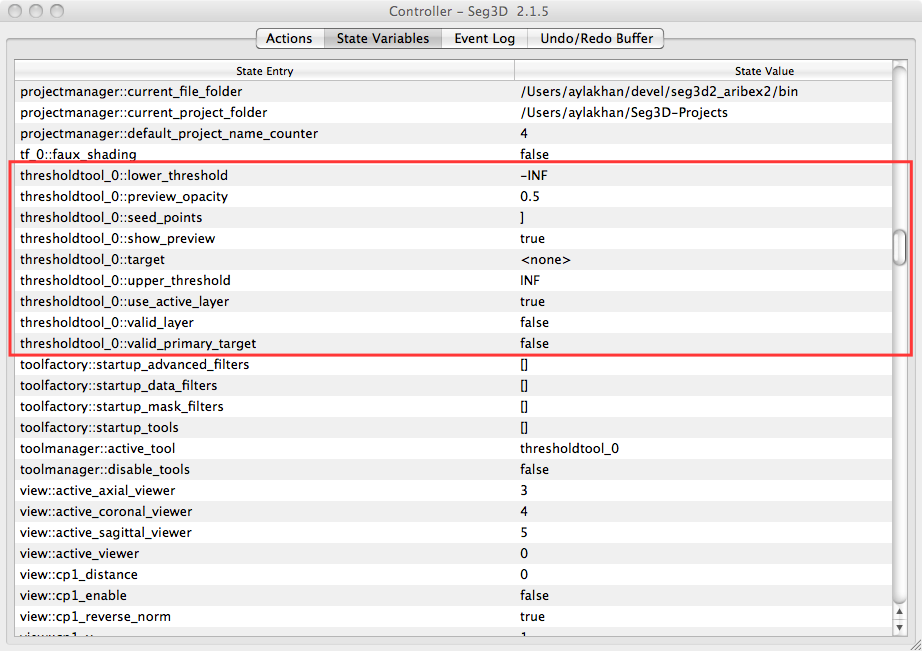 Controller - Seg3D 2.1.5
Actions State Variables Event Log Undo/Redo Buffer
State Entry State Value
projectmanager::current_file_folder /Users/aylakhan/devel/seg3d2_aribex2/bin
projectmanager::current_project_folder /Users/aylakhan/Seg3D-Projects
projectmanager::default_project_name_counter 4
tf_0::faux_shading false
thresholdtool_0::lower_threshold -INF
thresholdtool_0::preview_opacity 0.5
thresholdtool_0::seed_points ]
thresholdtool_0::show_preview true
thresholdtool_0::target <none>
thresholdtool_0::upper_threshold INF
thresholdtool_0::use_active_layer true
thresholdtool_0::valid_layer false
thresholdtool_0::valid_primary_target false
toolfactory::startup_advanced_filters []
toolfactory::startup_data_filters []
toolfactory::startup_mask_filters []
toolfactory::startup_tools []
toolmanager::active_tool thresholdtool_0
toolmanager::disable_tools false
view::active_axial_viewer 3
view::active_coronal_viewer 4
view::active_sagittal_viewer 5
view::active_viewer 0
view::cp1_distance 0
view::cp1_enable false
view::cp1_reverse_norm true